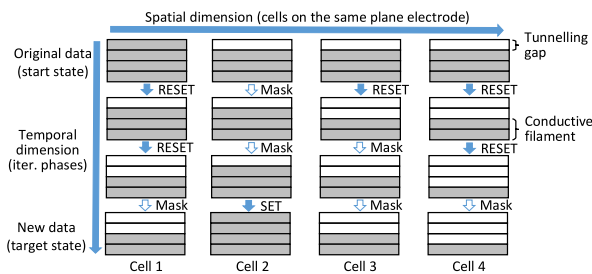 Spatial dimension (cells on the same plane electrode)
Original data
(start state)
Tunnelling
gap
RESET
Mask
RESET
RESET
Temporal
dimension
(iter. phases)
Conductive
filament
RESET
Mask
Mask
RESET
Mask
SET
Mask
Mask
New data
(target state)
Cell 1
Cell 2
Cell 3
Cell 4